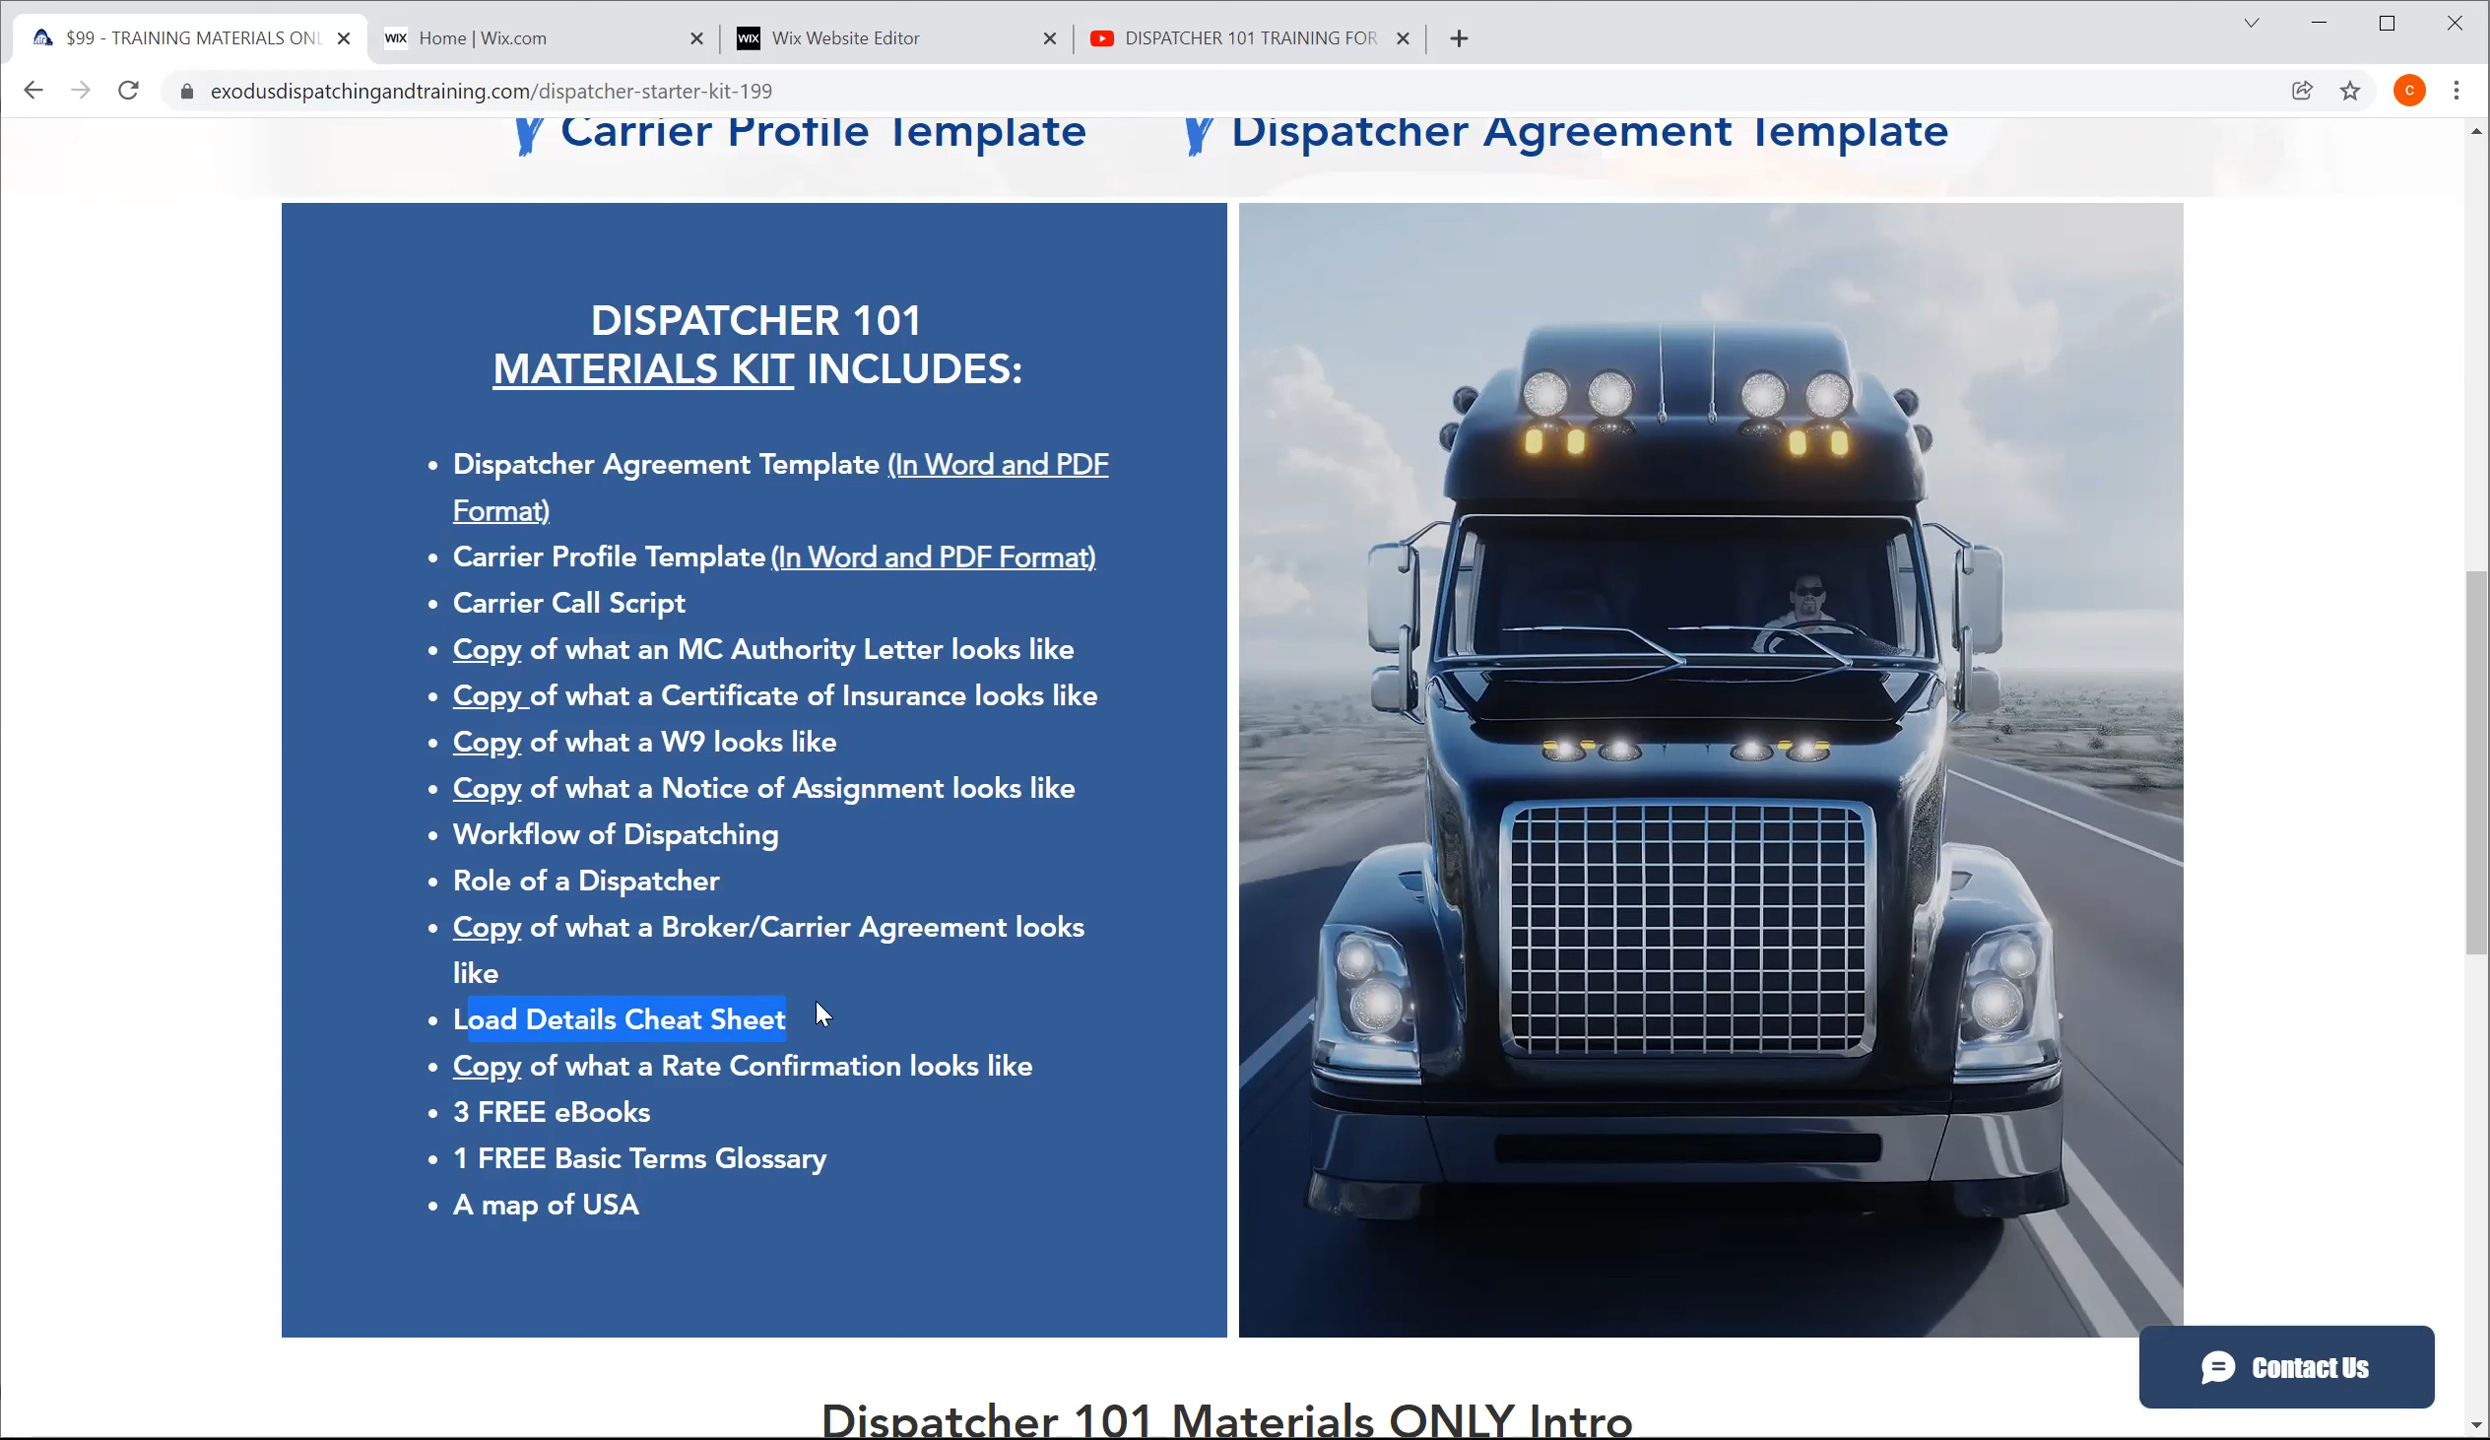 $99 - TRAINING MATERIALS ONL
WIX Home | Wix.com
WIX Wix Website Editor
DISPATCHER 101 TRAINING FOR
exodusdispatchingandtraining.com/dispatcher-starter-kit-199
C
Carrier Profile Template
Dispatcher Agreement Template
DISPATCHER 101
MATERIALS KIT INCLUDES:
• Dispatcher Agreement Template (In Word and PDF
Format)
• Carrier Profile Template (In Word and PDF Format)
• Carrier Call Script
• Copy of what an MC Authority Letter looks like
• Copy of what a Certificate of Insurance looks like
• Copy of what a W9 looks like
• Copy of what a Notice of Assignment looks like
• Workflow of Dispatching
• Role of a Dispatcher
• Copy of what a Broker/Carrier Agreement looks
like
• Load Details Cheat Sheet
• Copy of what a Rate Confirmation looks like
• 3 FREE eBooks
• 1 FREE Basic Terms Glossary
• A map of USA
Contact Us
Dispatcher 101 Materials ONLY Intro